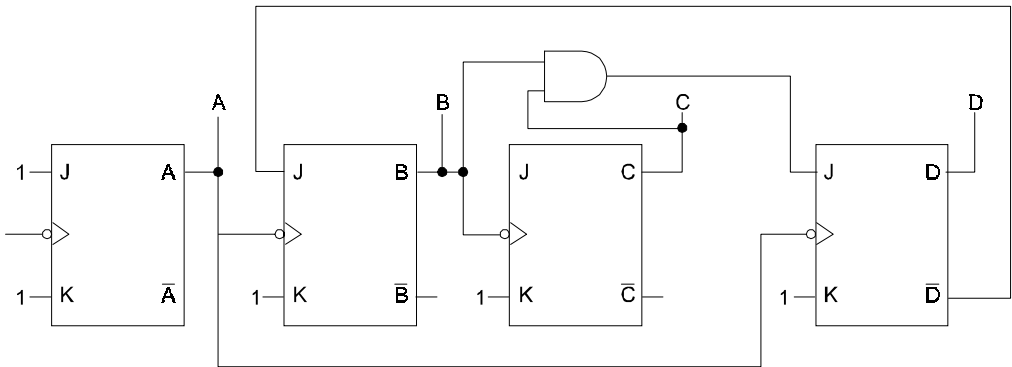 A B C D
1 J A J B J C J D
1 K A̅ 1 K B̅ 1 K C̅ 1 K D̅